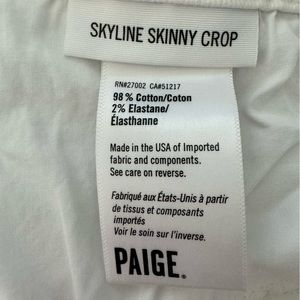 SKYLINE SKINNY CROP
RN#27002 CA#51217
98% Cotton/Coton
2% Elastane/
Élasthanne
Made in the USA of Imported
fabric and components.
See care on reverse.
Fabriqué aux États-Unis à partir
de tissus et composants
importés
Voir le soin sur l'inverse.
PAIGE®